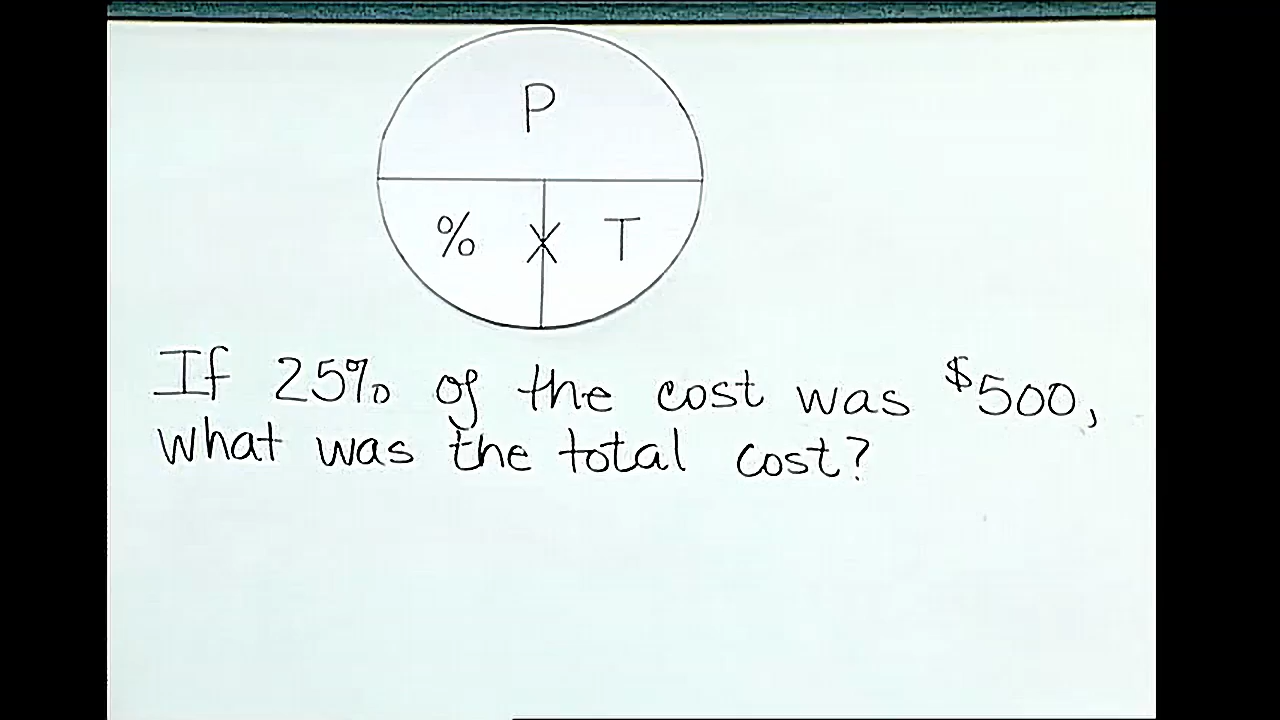 P
% X T
If 25% of the cost was $500,
what was the total cost?